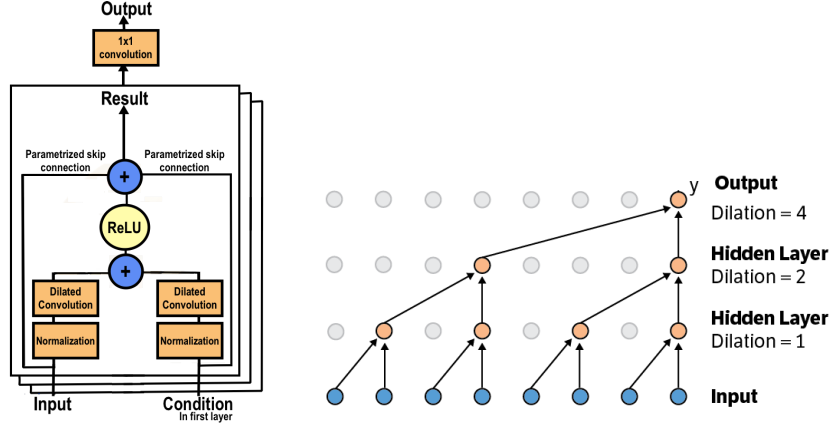 Output
1x1
convolution
Result
Parametrized skip
connection
Parametrized skip
connection
+
ReLU
+
Dilated
Convolution
Dilated
Convolution
Normalization
Normalization
Input
Condition
In first layer
y
Output
Dilation = 4
Hidden Layer
Dilation = 2
Hidden Layer
Dilation = 1
Input